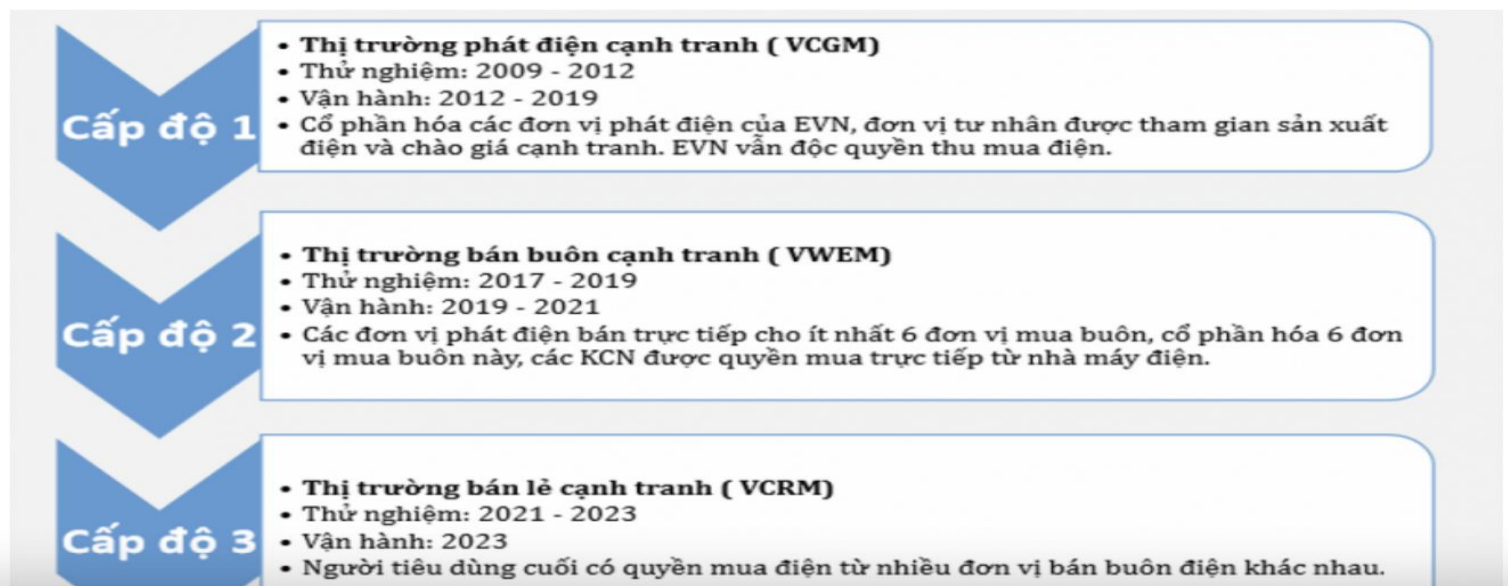 Cấp độ 1
• Thị trường phát điện cạnh tranh ( VCGM)
• Thử nghiệm: 2009 - 2012
• Vận hành: 2012 - 2019
• Cổ phần hóa các đơn vị phát điện của EVN, đơn vị tư nhân được tham gian sản xuất
điện và chào giá cạnh tranh. EVN vẫn độc quyền thu mua điện.
Cấp độ 2
• Thị trường bán buôn cạnh tranh ( VWEM)
• Thử nghiệm: 2017 - 2019
• Vận hành: 2019 - 2021
• Các đơn vị phát điện bán trực tiếp cho ít nhất 6 đơn vị mua buôn, cổ phần hóa 6 đơn
vị mua buôn này, các KCN được quyền mua trực tiếp từ nhà máy điện.
Cấp độ 3
• Thị trường bán lẻ cạnh tranh ( VCRM)
• Thử nghiệm: 2021 - 2023
• Vận hành: 2023
• Người tiêu dùng cuối có quyền mua điện từ nhiều đơn vị bán buôn điện khác nhau.